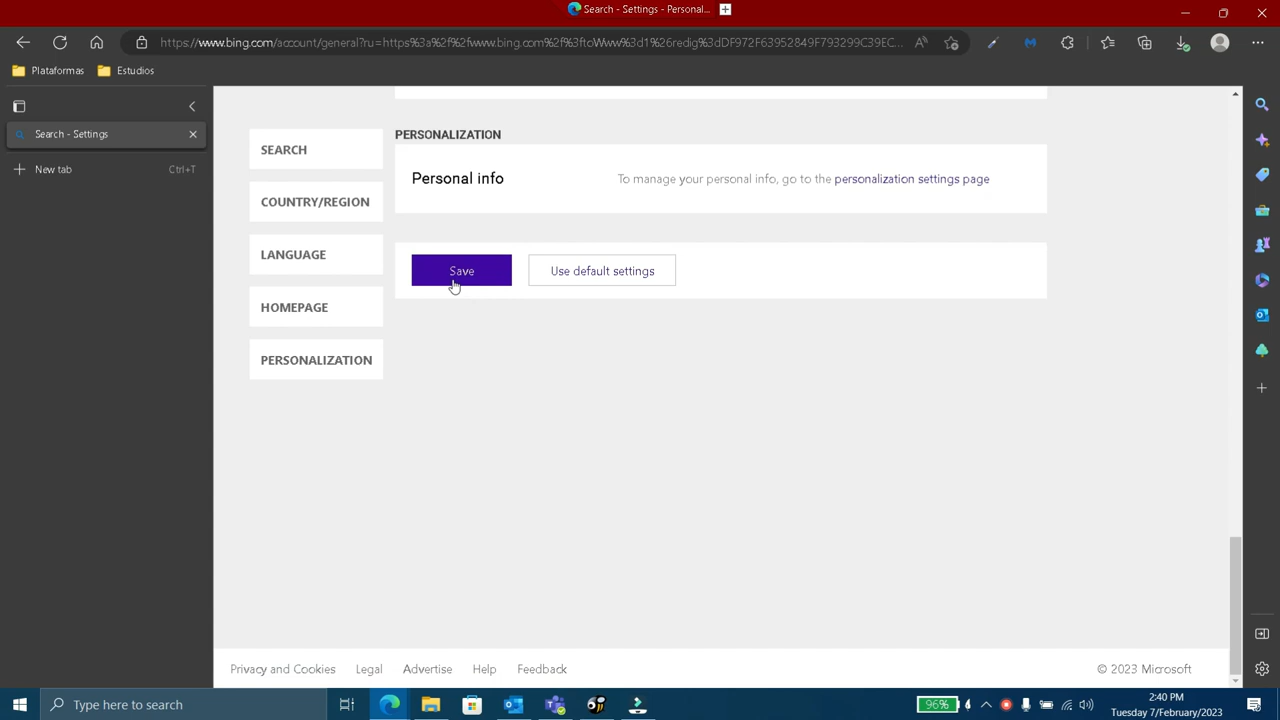 Search - Settings - Personal...
https://www.bing.com/account/general?ru=https%3a%2f%2fwww.bing.com%2f%3ftoWww%3d1%26redig%3dDF972F63952849F793299C39EC...
Plataformas
Estudios
Search - Settings
New tab
Ctrl+T
SEARCH
COUNTRY/REGION
LANGUAGE
HOMEPAGE
PERSONALIZATION
PERSONALIZATION
Personal info
To manage your personal info, go to the personalization settings page
Save
Use default settings
Privacy and Cookies
Legal
Advertise
Help
Feedback
© 2023 Microsoft
Type here to search
96%
2:40 PM
Tuesday 7/February/2023